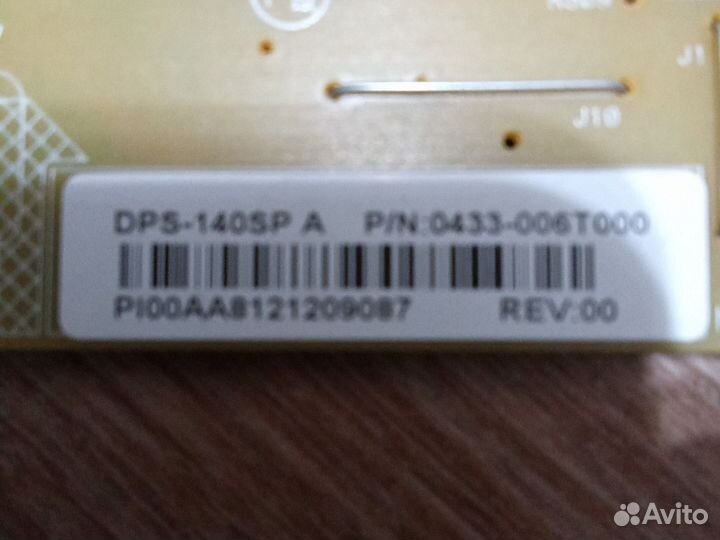 J1
J10
DPS-140SP A P/N:0433-006T000
PI00AA8121209087 REV:00
Avito